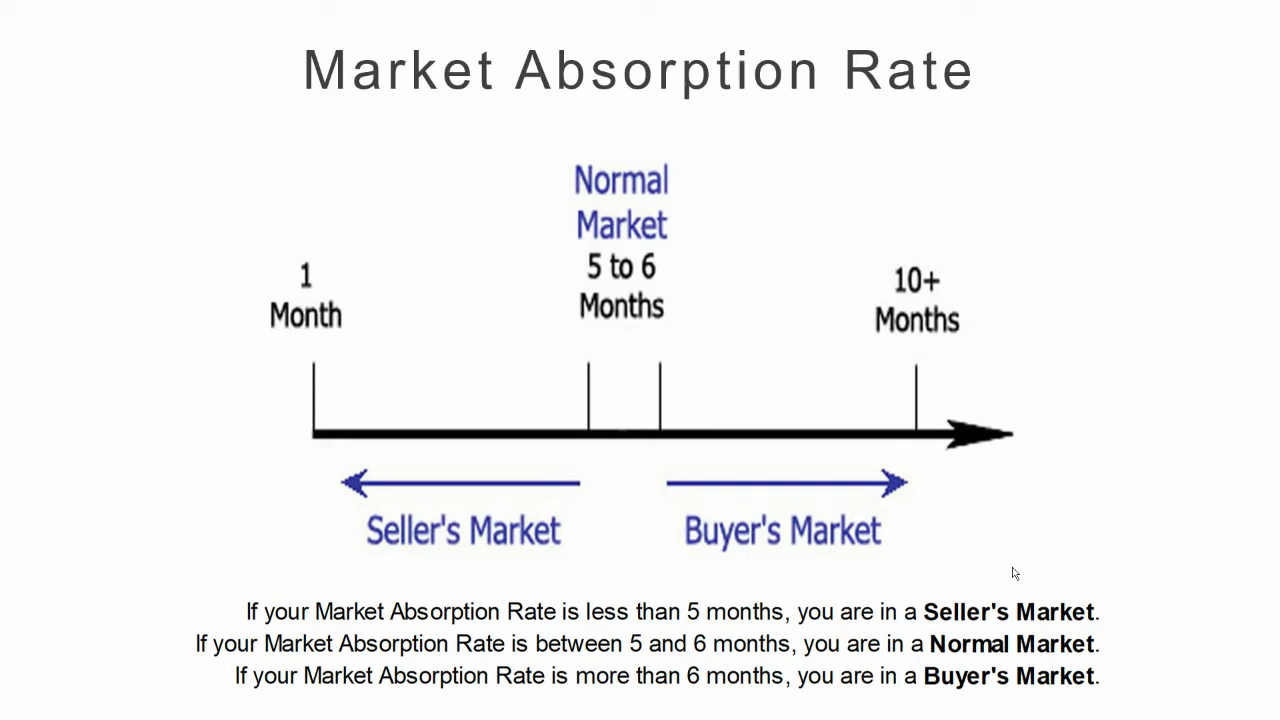 Market Absorption Rate
Normal
Market
5 to 6
Months
1
Month
10+
Months
Seller's Market
Buyer's Market
If your Market Absorption Rate is less than 5 months, you are in a Seller's Market.
If your Market Absorption Rate is between 5 and 6 months, you are in a Normal Market.
If your Market Absorption Rate is more than 6 months, you are in a Buyer's Market.